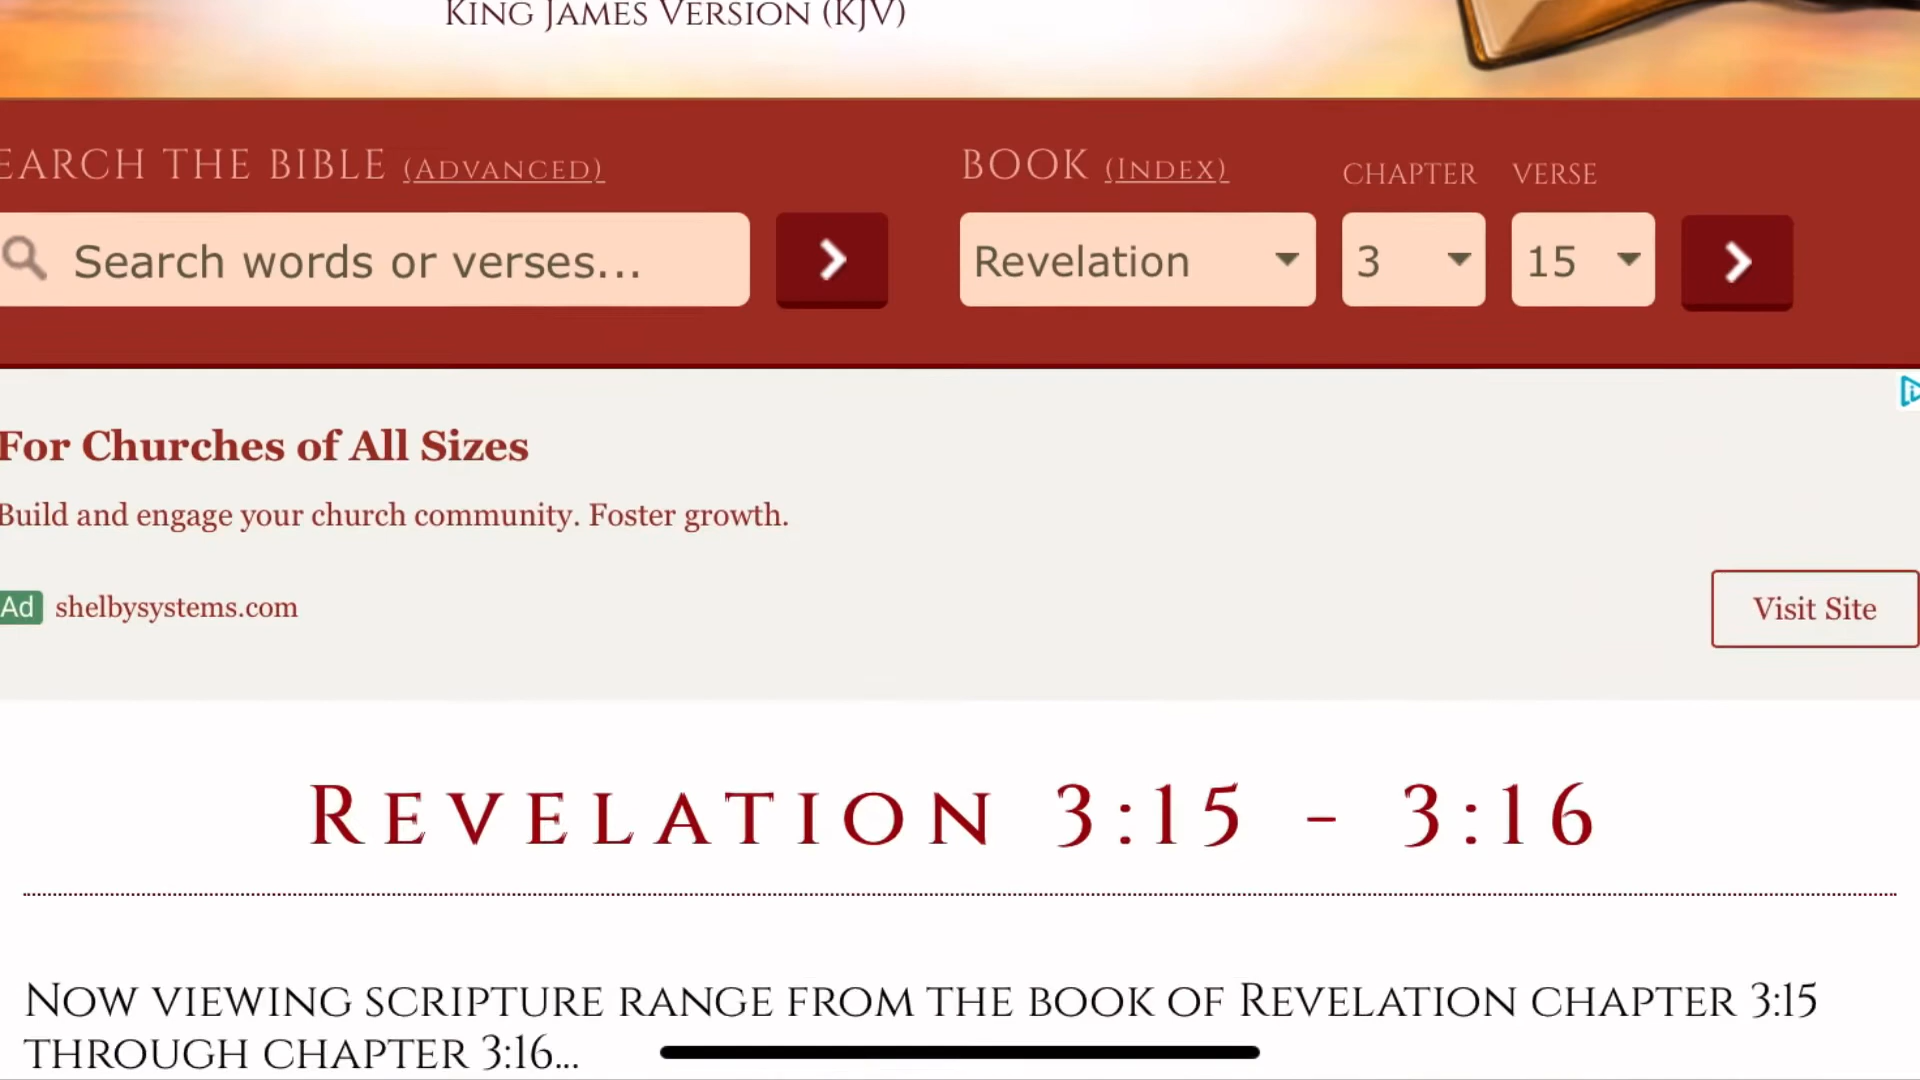 King James Version (KJV)
EARCH THE BIBLE (ADVANCED)
BOOK (INDEX) CHAPTER VERSE
Search words or verses...
Revelation 3 15
For Churches of All Sizes
Build and engage your church community. Foster growth.
Ad shelbysystems.com
Visit Site
Revelation 3:15 - 3:16
Now viewing scripture range from the book of Revelation chapter 3:15
through chapter 3:16...